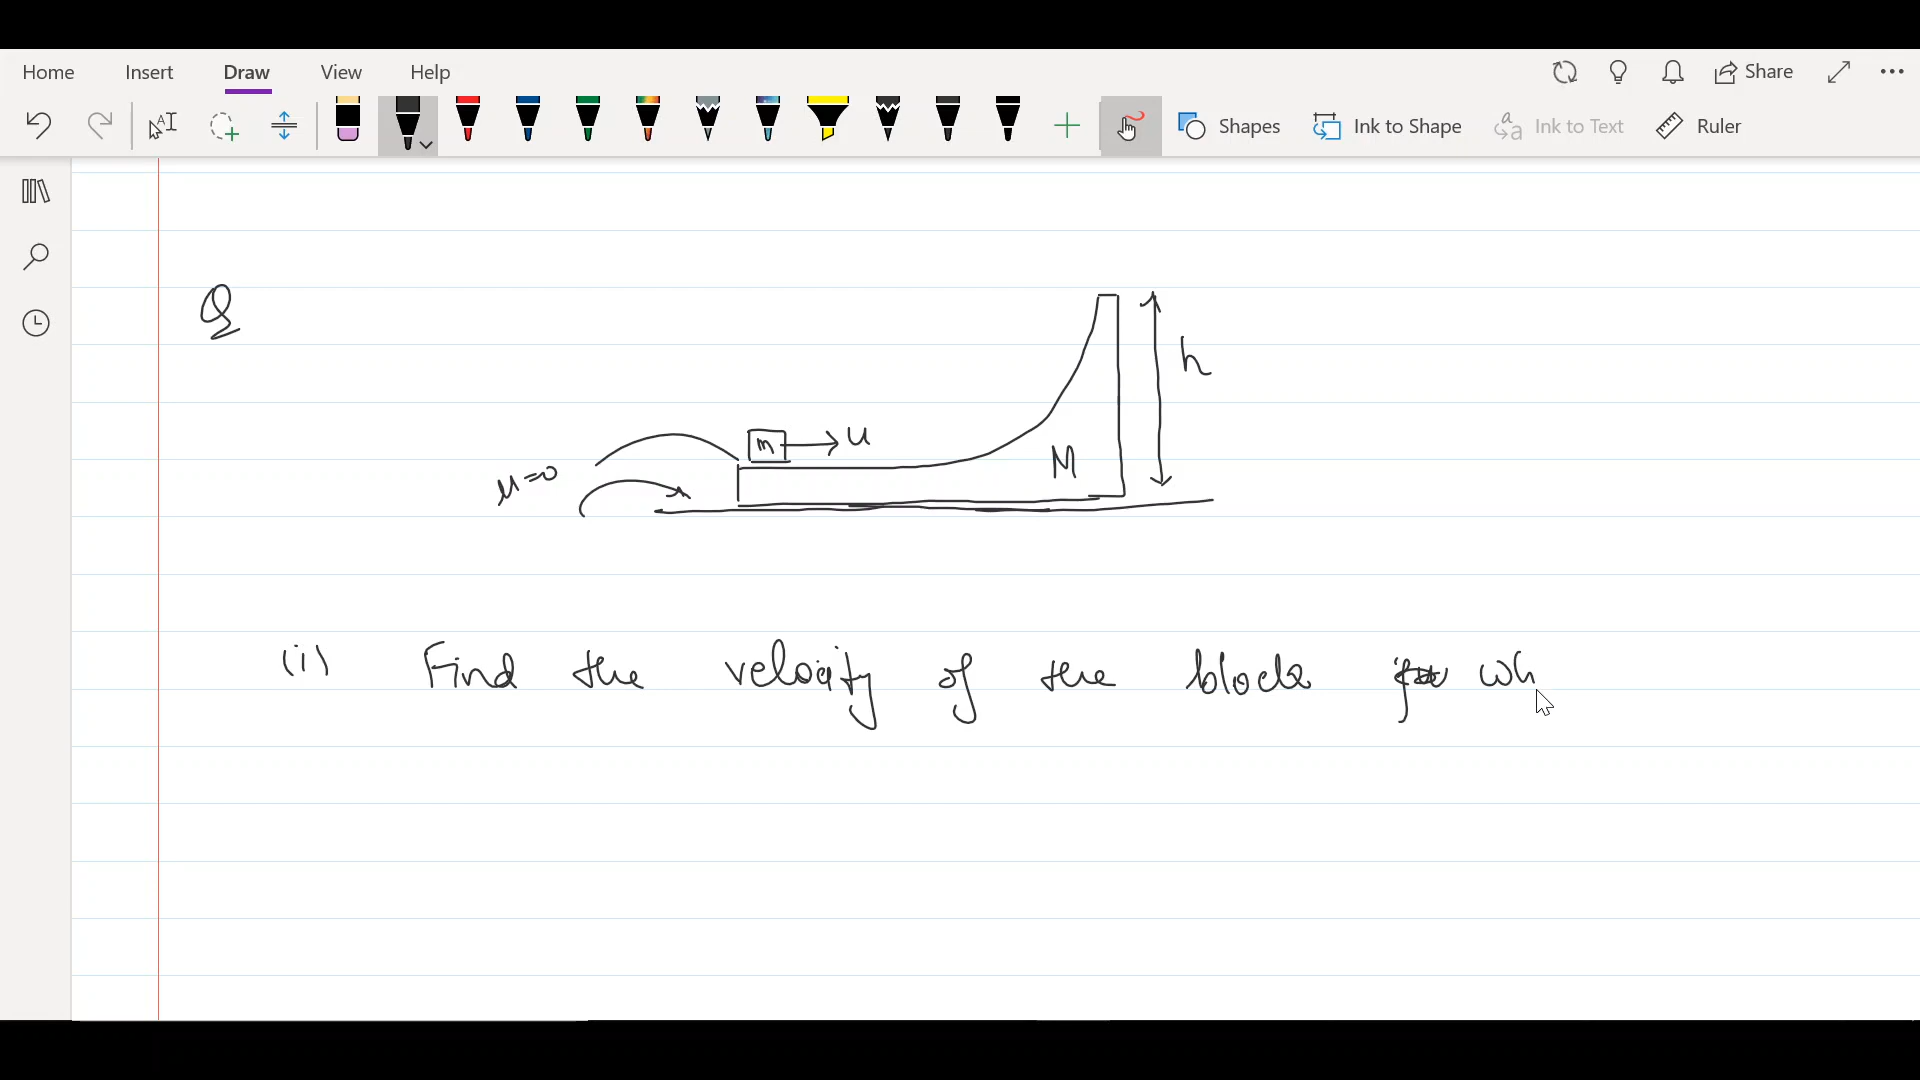 Home Insert Draw View Help Share
Shapes Ink to Shape Ink to Text Ruler
Q
h
m u
M
μ=0
(i) Find the velocity of the block wh